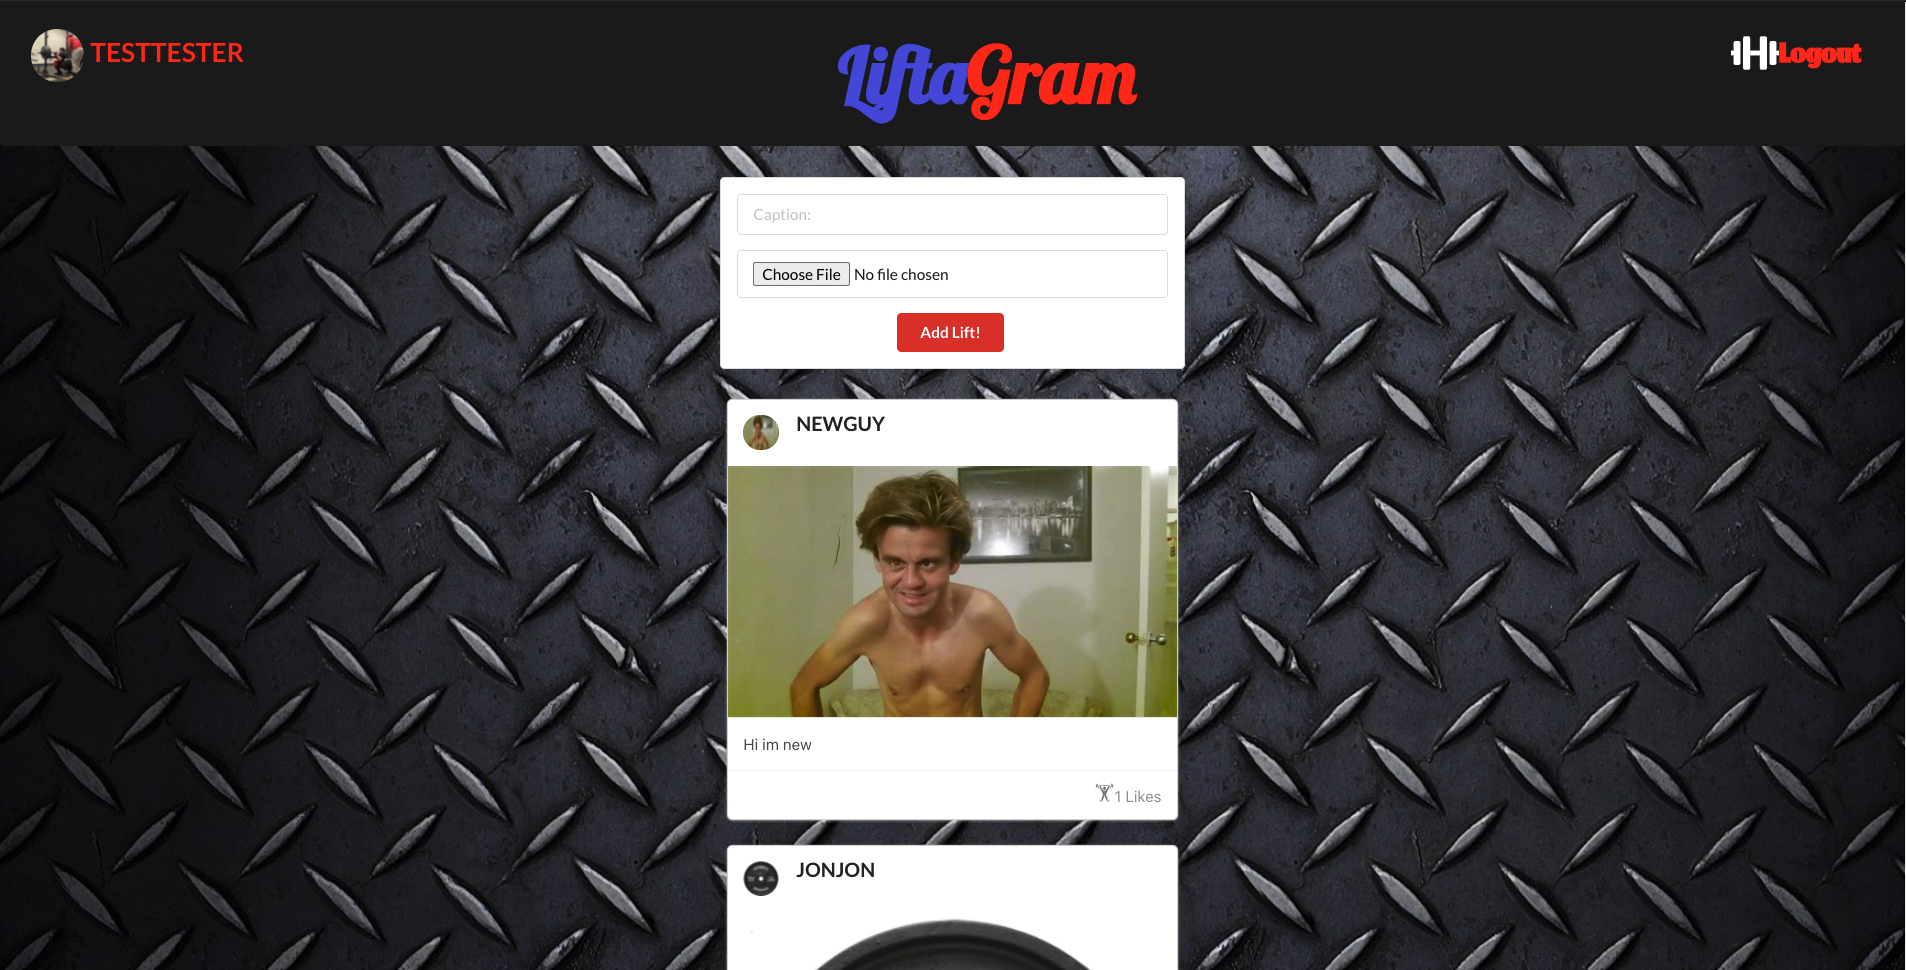 TESTTESTER
LiftaGram
Logout
Caption:
Choose File No file chosen
Add Lift!
NEWGUY
Hi im new
1 Likes
JONJON